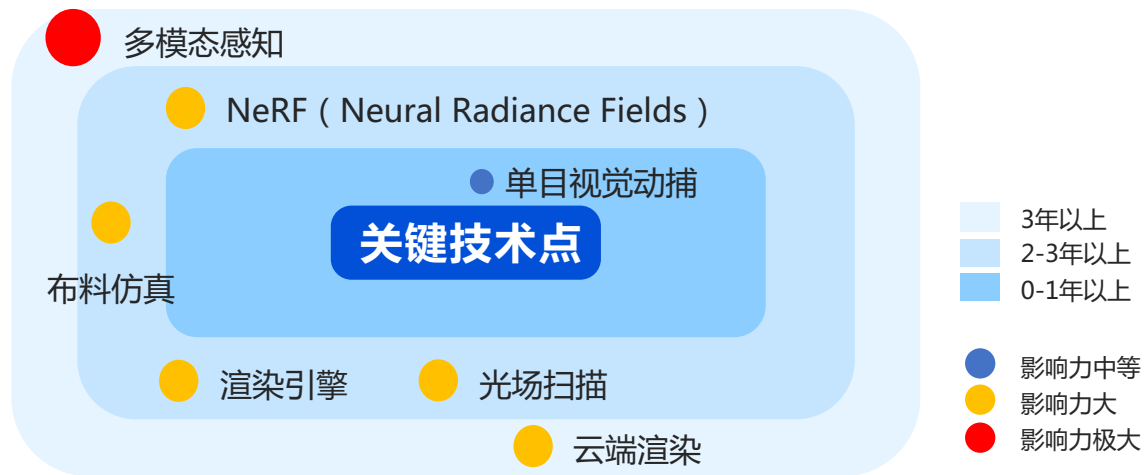 多模态感知
NeRF（Neural Radiance Fields）
单目视觉动捕
关键技术点
布料仿真
渲染引擎
光场扫描
云端渲染
3年以上
2-3年以上
0-1年以上
影响力中等
影响力大
影响力极大